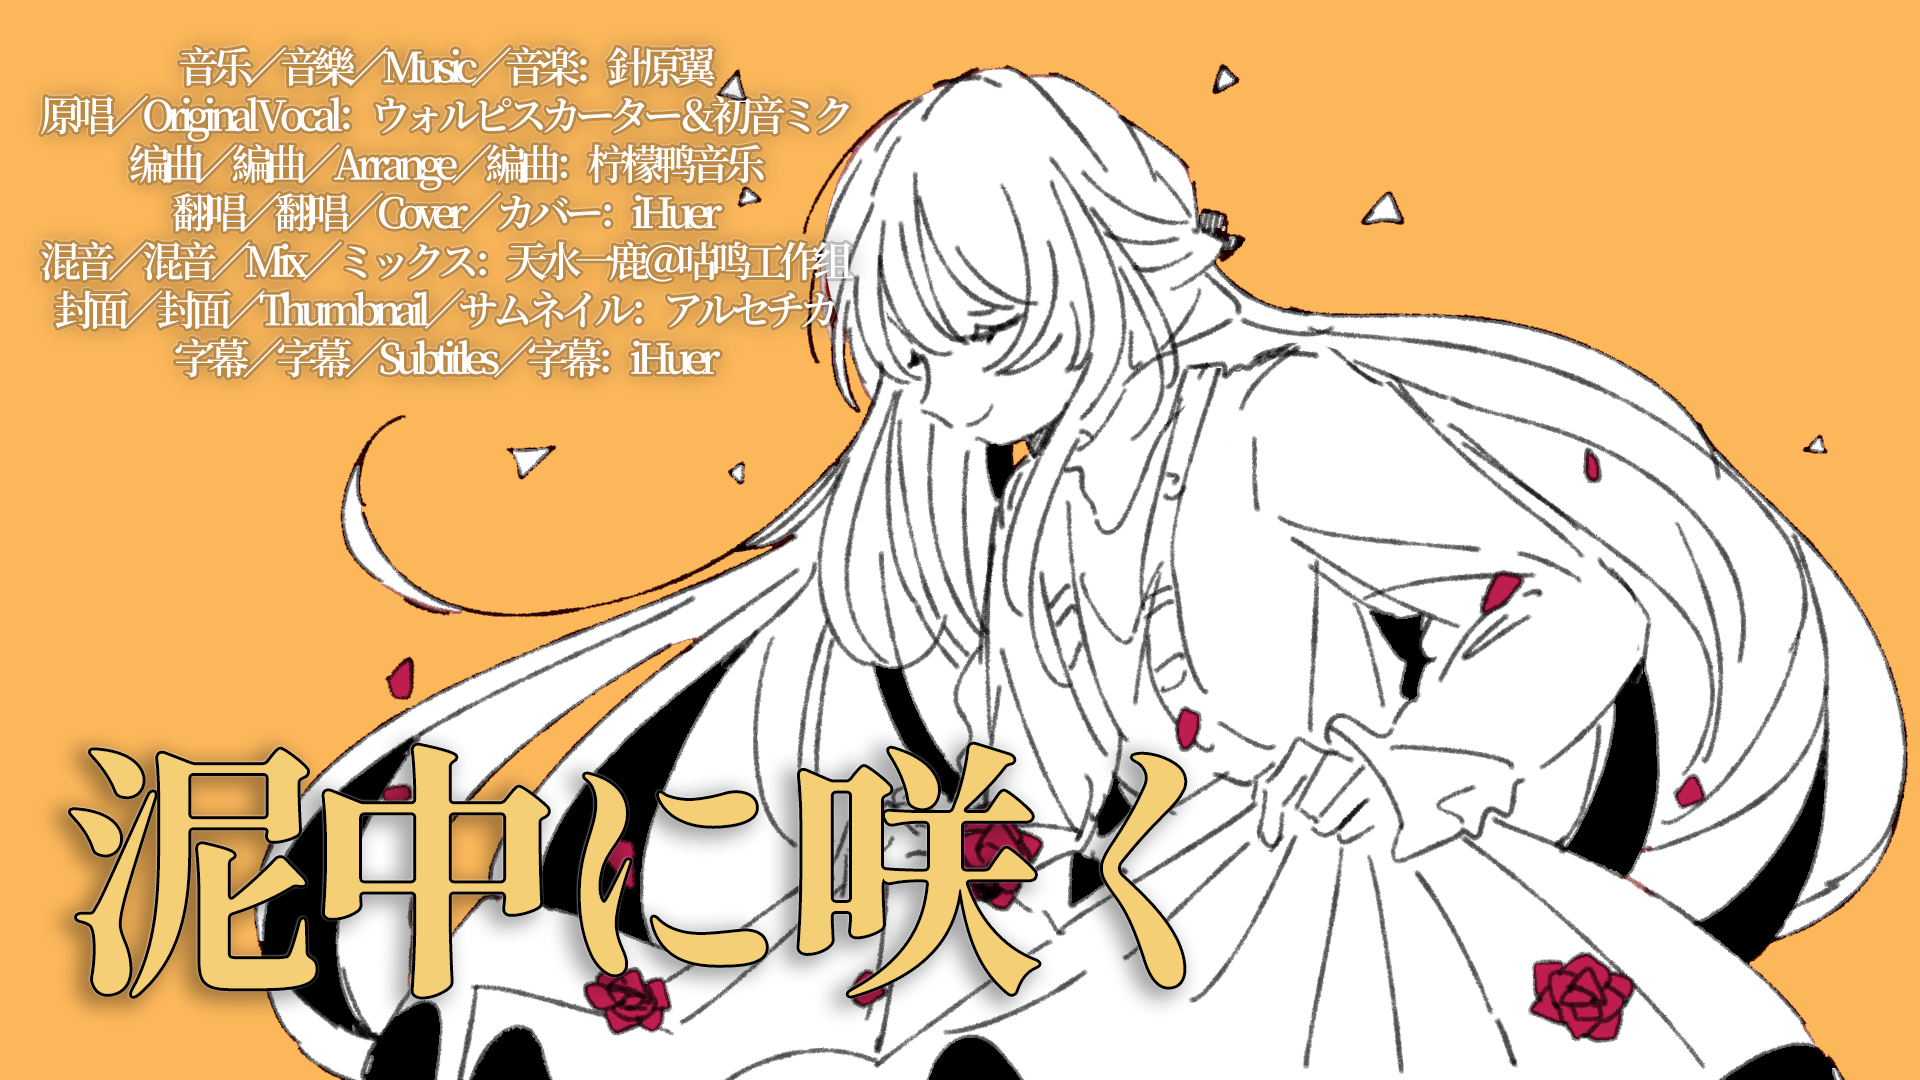 音乐／音樂／Music／音楽：針原翼
原唱／Original Vocal：ウォルピスカーター＆初音ミク
编曲／編曲／Arrange／編曲：柠檬鸭音乐
翻唱／翻唱／Cover／カバー：iHuer
混音／混音／Mix／ミックス：天水一鹿@咕鸣工作组
封面／封面／Thumbnail／サムネイル：アルセチカ
字幕／字幕／Subtitles／字幕：iHuer
泥中に咲く